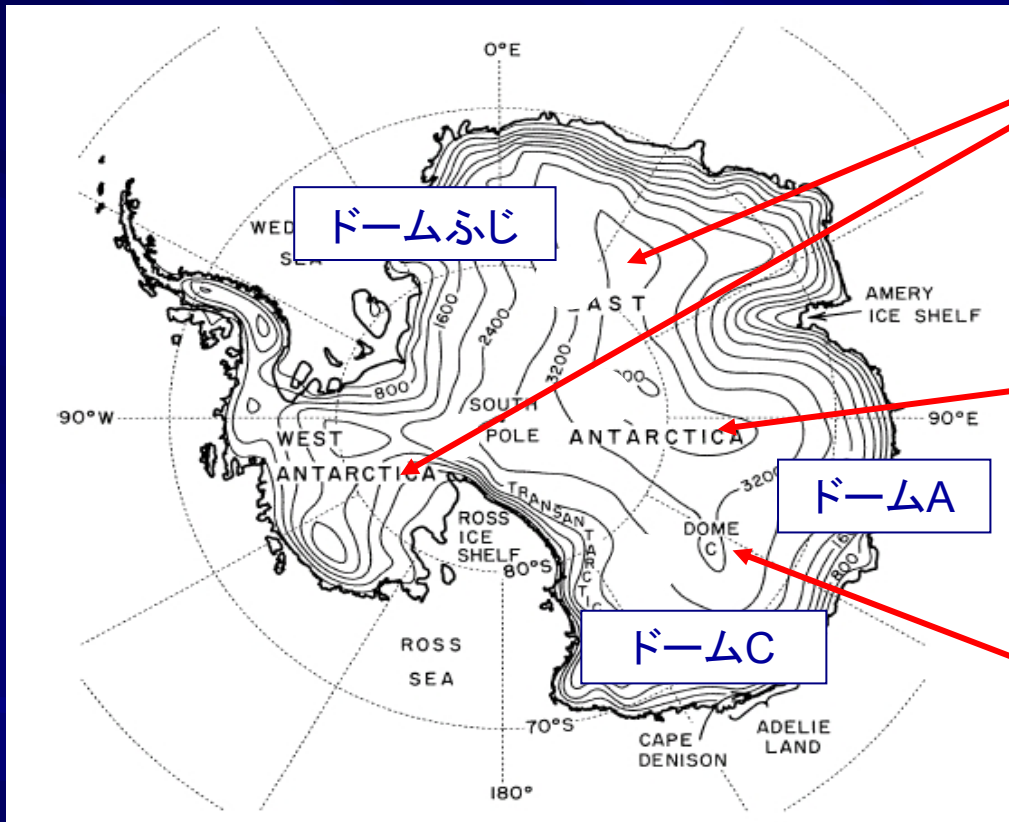 0°E
WED
SEA
ドームふじ
1600
2400
AST
AMERY
ICE SHELF
3200
800
SOUTH
POLE
90°W
90°E
WEST
ANTARCTICA
ANTARCTICA
3200
ドームA
TRANSAN
TARCTIC
DOME
C
ROSS
ICE
SHELF
80°S
800
ドームC
ROSS
SEA
70°S
CAPE
DENISON
ADELIE
LAND
180°